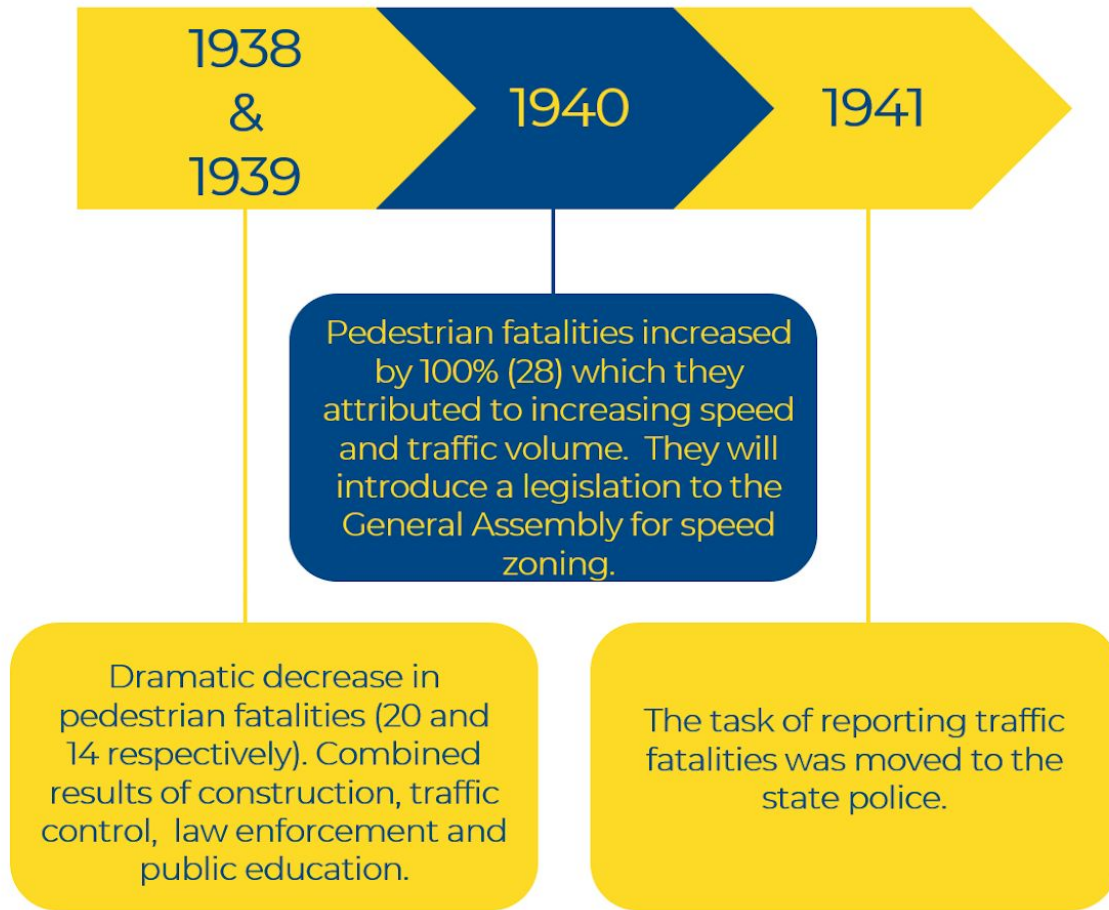 1938
&
1939
1940
1941
Pedestrian fatalities increased
by 100% (28) which they
attributed to increasing speed
and traffic volume.  They will
introduce a legislation to the
General Assembly for speed
zoning.
Dramatic decrease in
pedestrian fatalities (20 and
14 respectively). Combined
results of construction, traffic
control,  law enforcement and
public education.
The task of reporting traffic
fatalities was moved to the
state police.